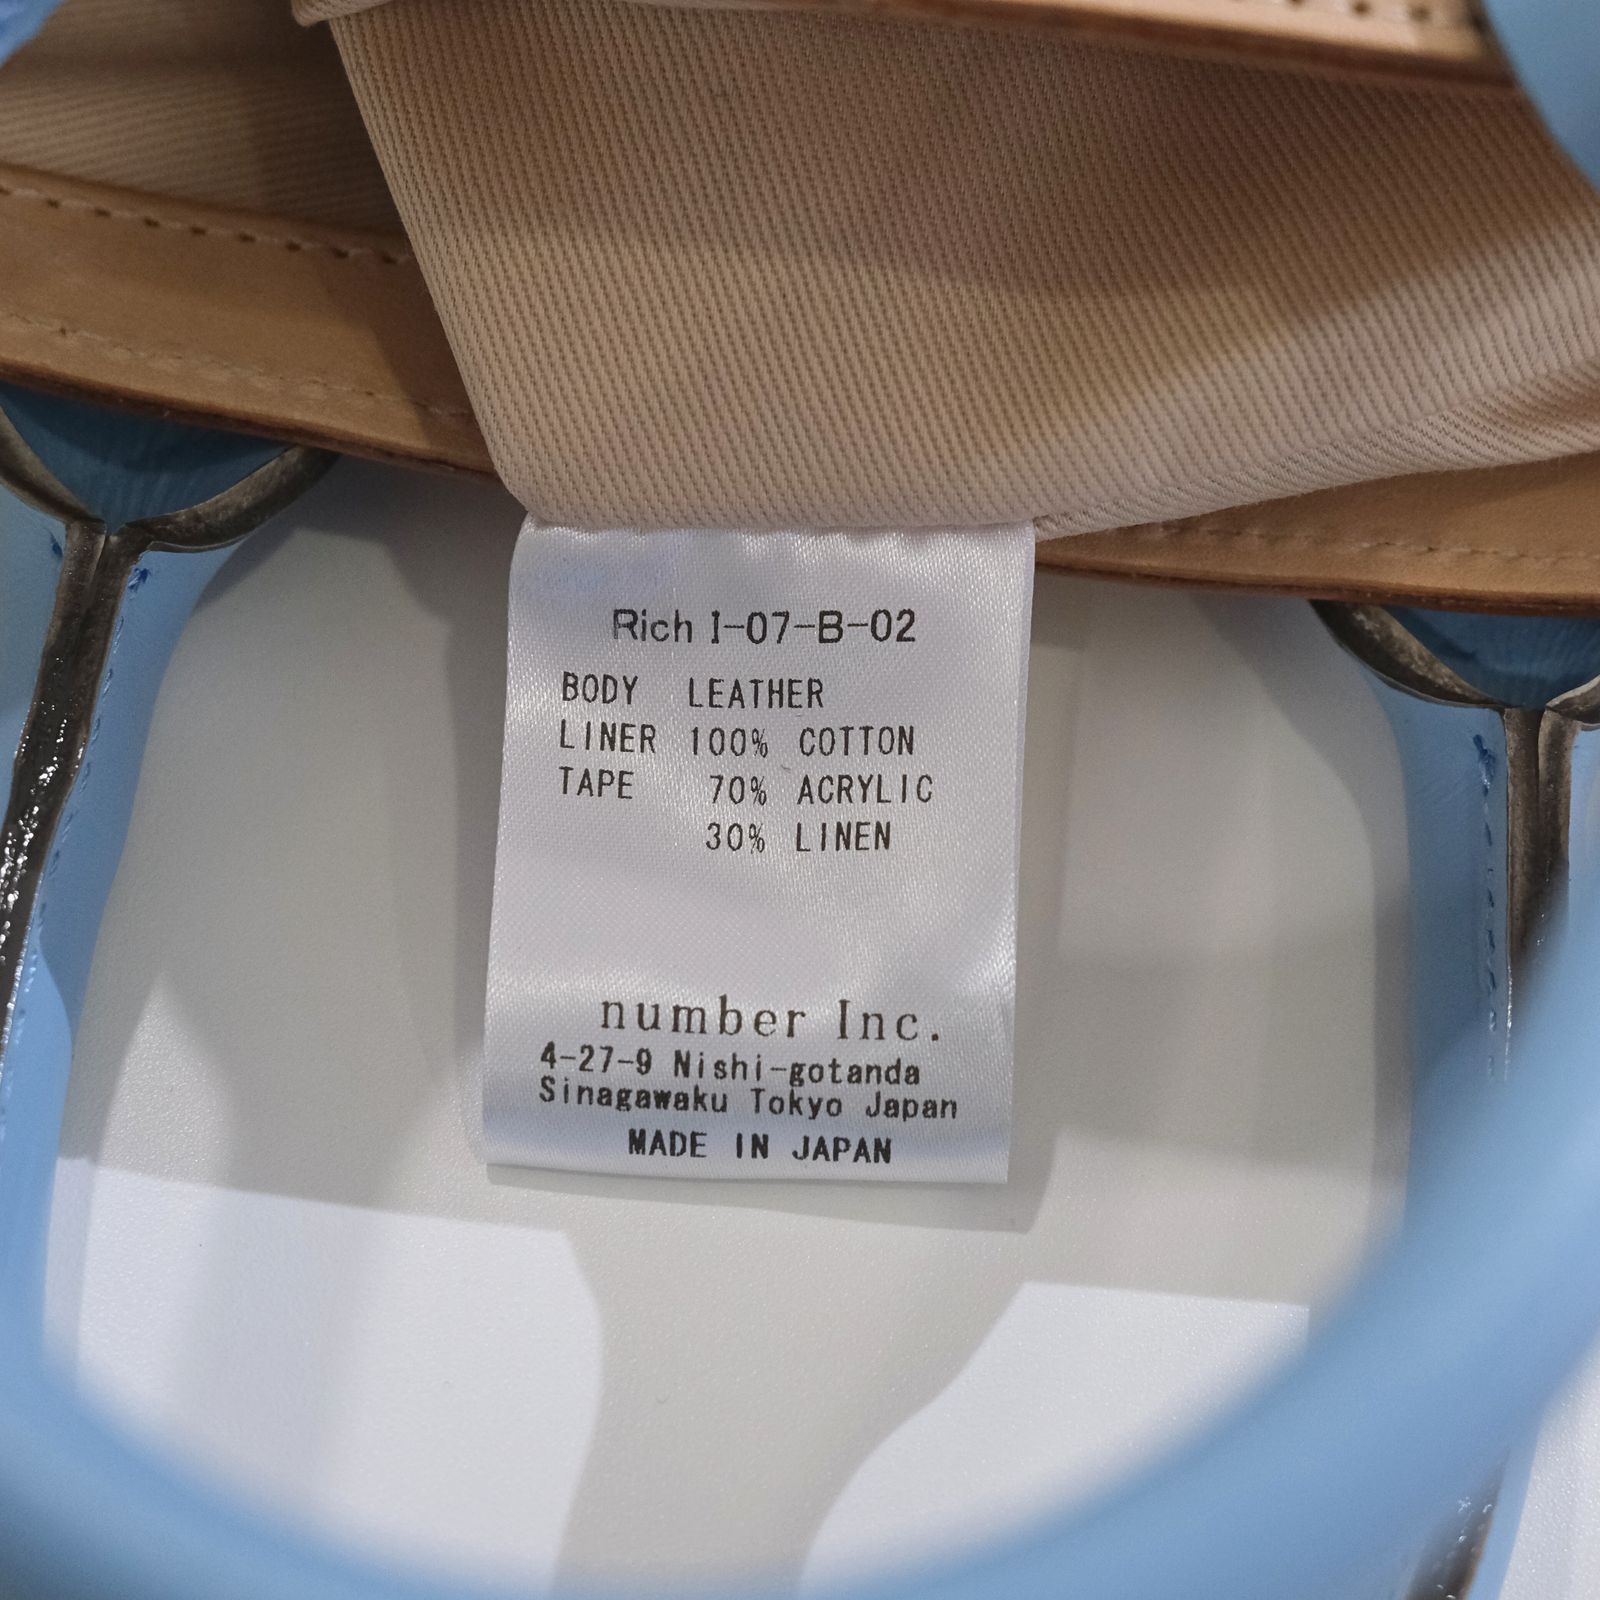 Rich I-07-B-02
BODY LEATHER
LINER 100% COTTON
TAPE 70% ACRYLIC
30% LINEN
number Inc.
4-27-9 Nishi-gotanda
Sinagawaku Tokyo Japan
MADE IN JAPAN